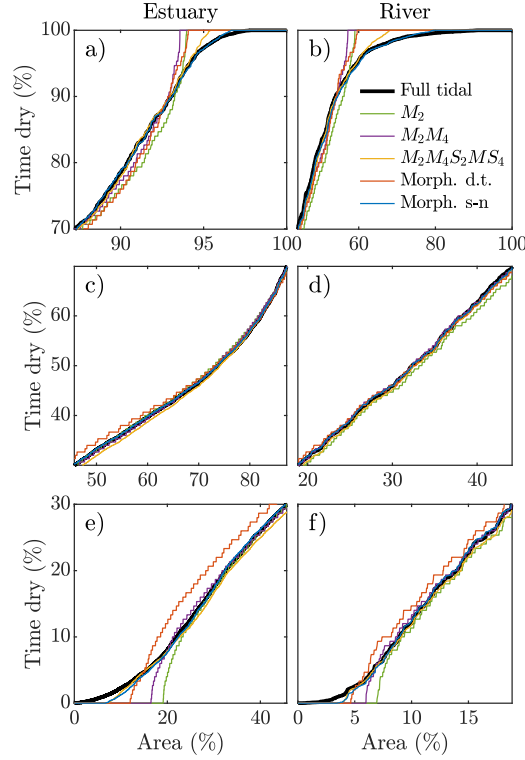 Estuary River
a) b)
Time dry (%)
100
90
80
70
90 95 100
60 80 100
Full tidal
M₂
M₂M₄
M₂M₄S₂MS₄
Morph. d.t.
Morph. s-n
c) d)
Time dry (%)
60
50
40
50 60 70 80
20 30 40
e) f)
Time dry (%)
30
20
10
0
0 20 40
0 5 10 15
Area (%) Area (%)